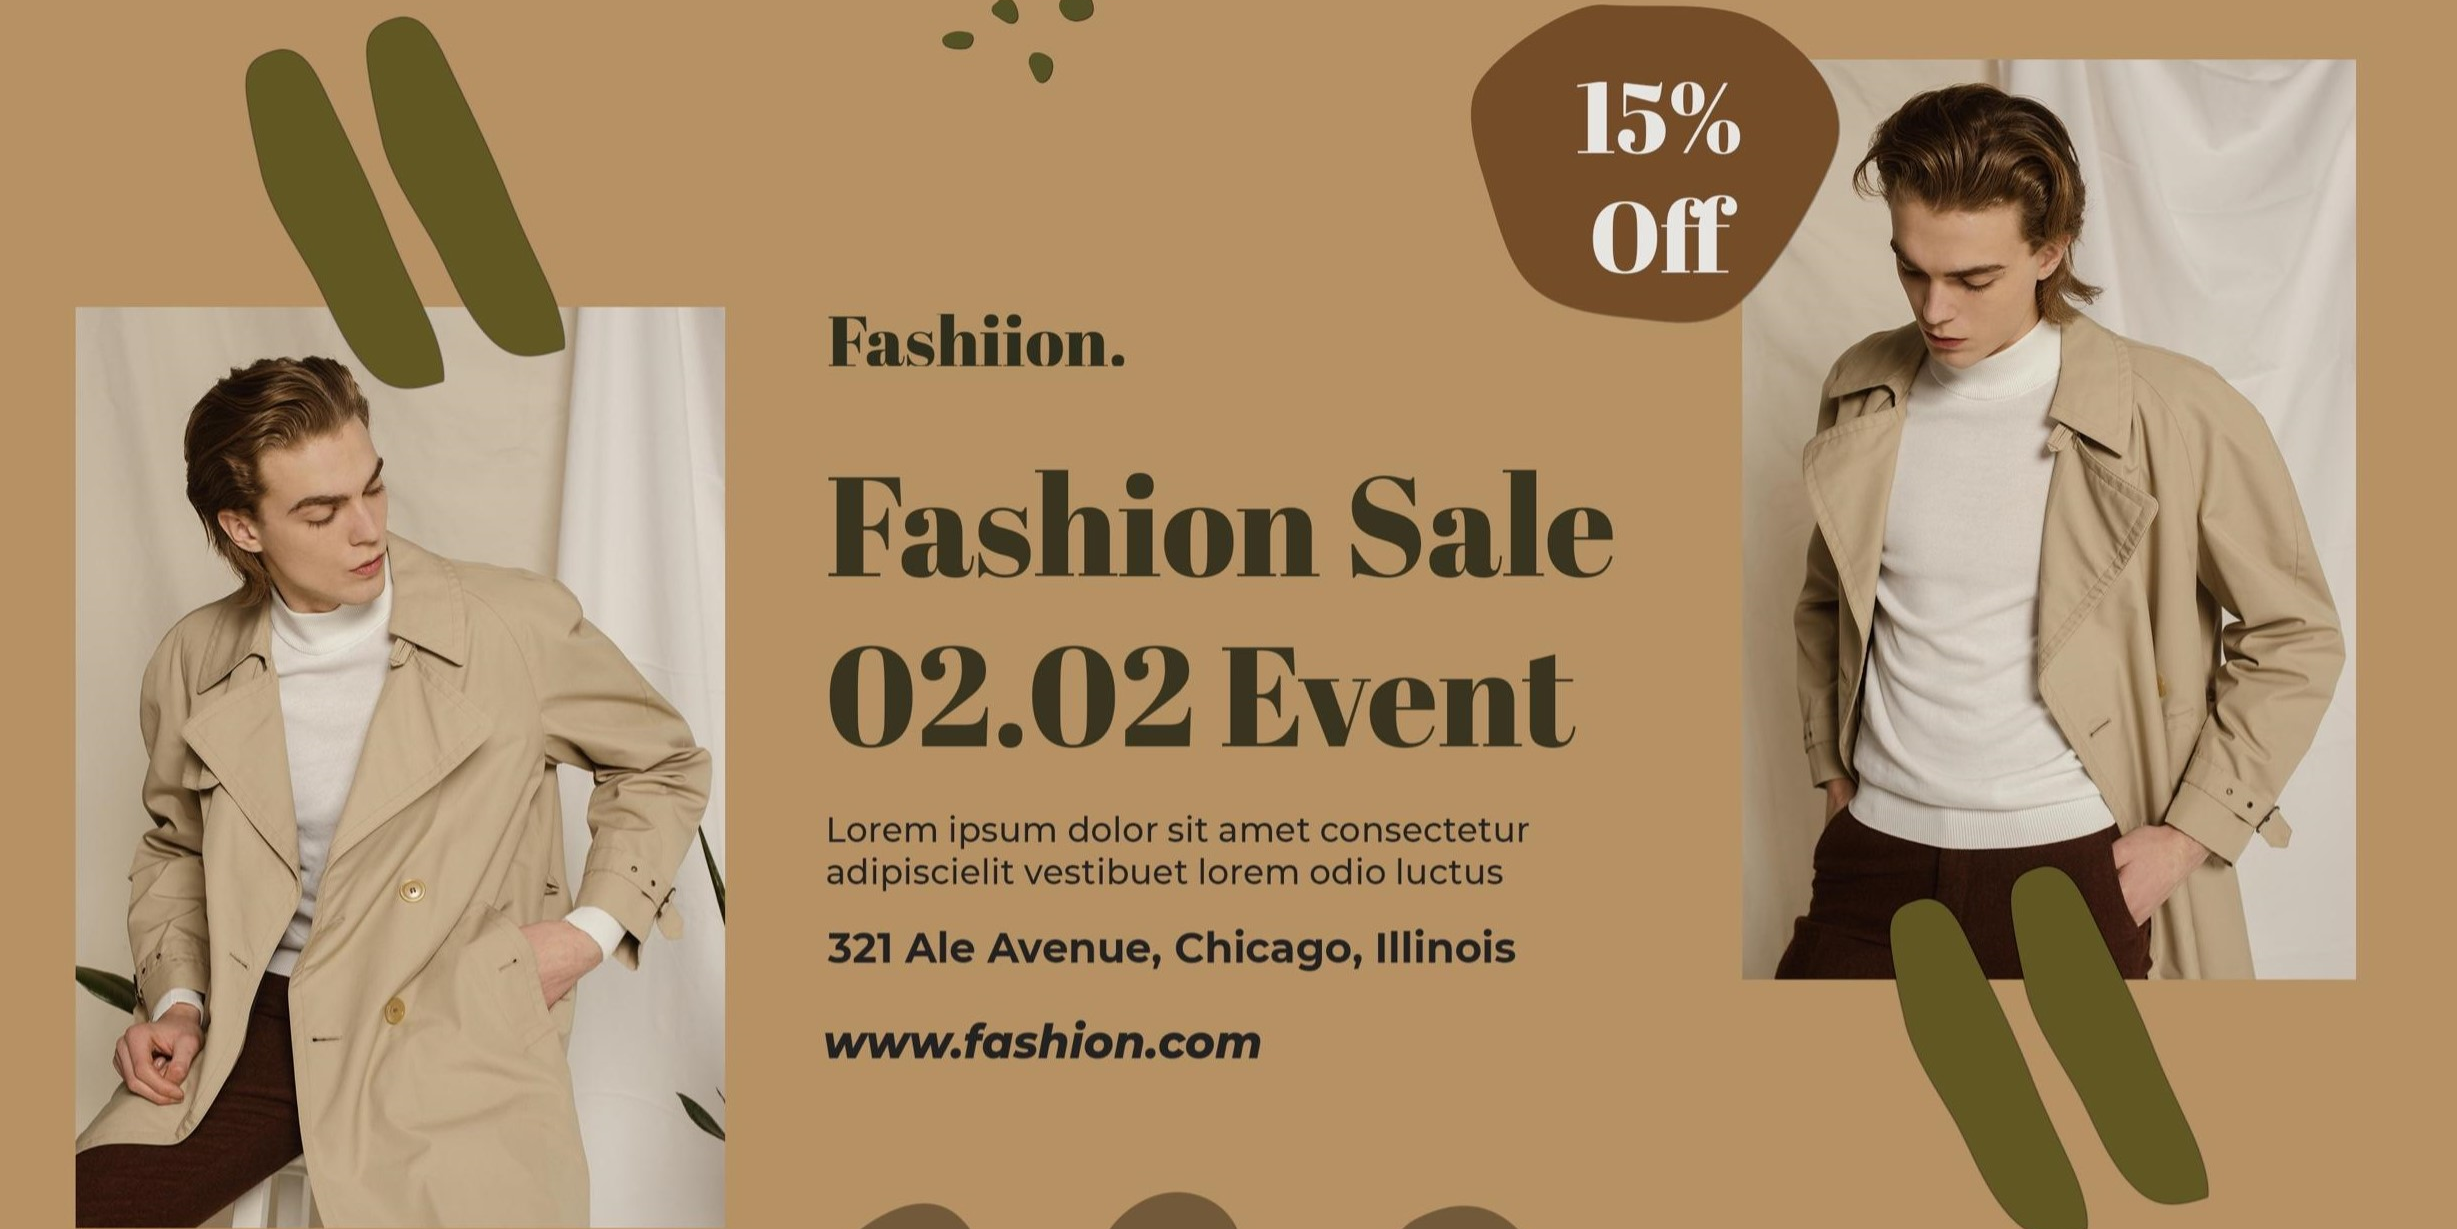 15%
Off
Fashiion.
Fashion Sale
02.02 Event
Lorem ipsum dolor sit amet consectetur
adipiscielit vestibuet lorem odio luctus
321 Ale Avenue, Chicago, Illinois
www.fashion.com